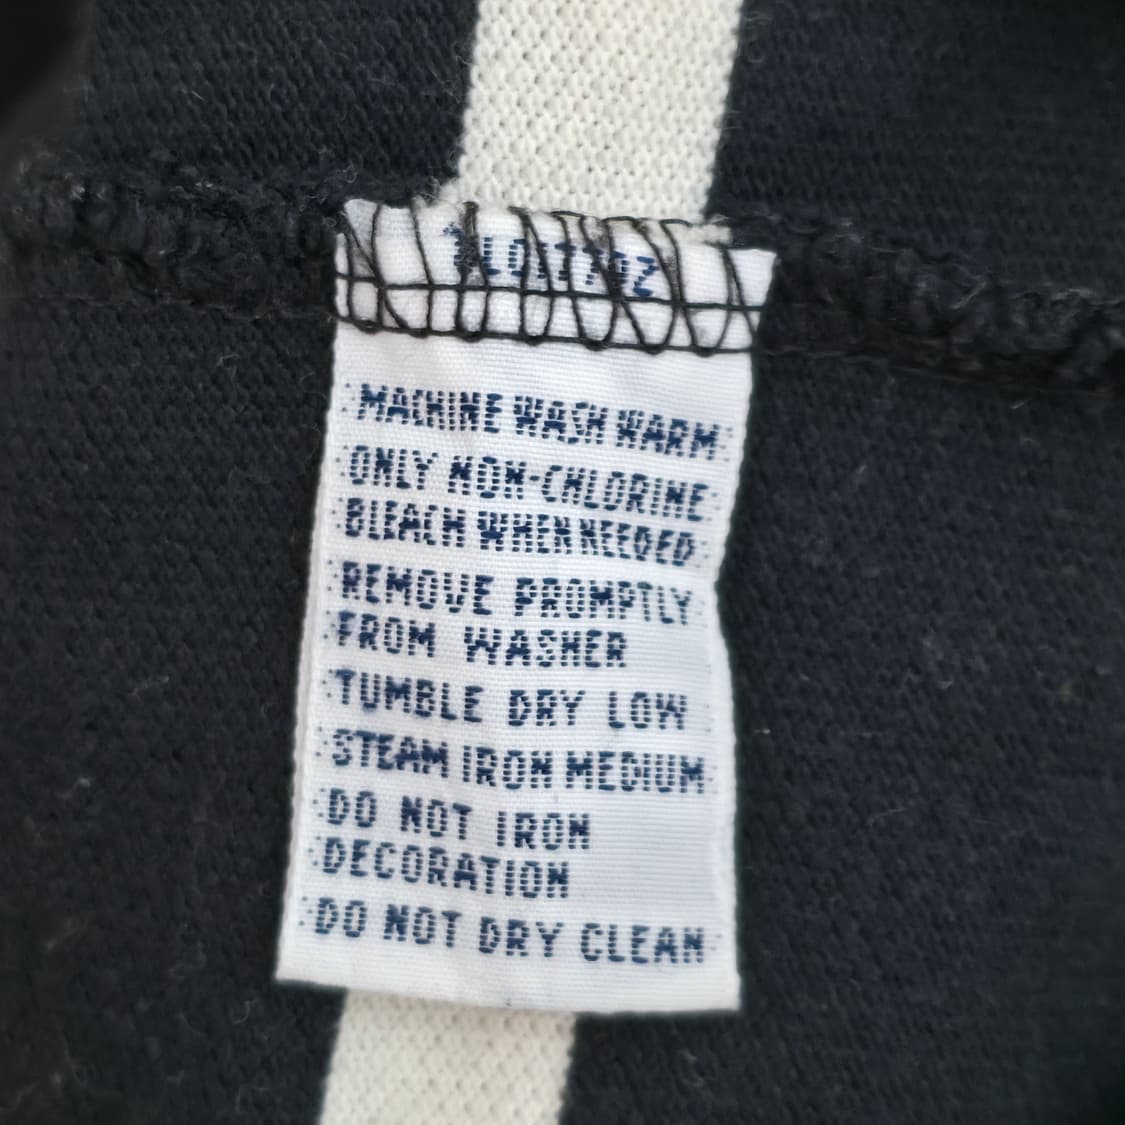 MACHINE WASH WARM
ONLY NON-CHLORINE
BLEACH WHEN NEEDED
REMOVE PROMPTLY
FROM WASHER
TUMBLE DRY LOW
STEAM IRON MEDIUM
DO NOT IRON
DECORATION
DO NOT DRY CLEAN